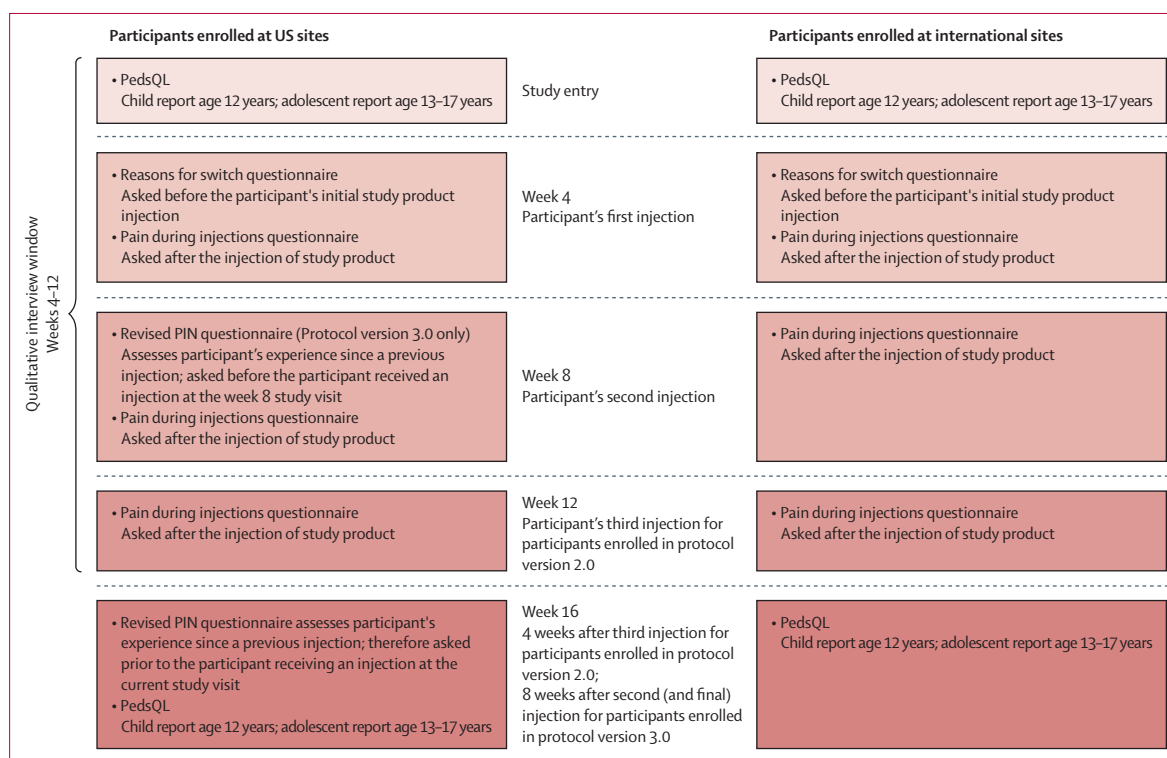 Participants enrolled at US sites
Participants enrolled at international sites
Qualitative interview window
Weeks 4–12
• PedsQL
Child report age 12 years; adolescent report age 13–17 years
Study entry
• PedsQL
Child report age 12 years; adolescent report age 13–17 years
• Reasons for switch questionnaire
Asked before the participant's initial study product
injection
• Pain during injections questionnaire
Asked after the injection of study product
Week 4
Participant's first injection
• Reasons for switch questionnaire
Asked before the participant's initial study product
injection
• Pain during injections questionnaire
Asked after the injection of study product
• Revised PIN questionnaire (Protocol version 3.0 only)
Assesses participant's experience since a previous
injection; asked before the participant received an
injection at the week 8 study visit
• Pain during injections questionnaire
Asked after the injection of study product
Week 8
Participant's second injection
• Pain during injections questionnaire
Asked after the injection of study product
• Pain during injections questionnaire
Asked after the injection of study product
Week 12
Participant's third injection for
participants enrolled in protocol
version 2.0
• Pain during injections questionnaire
Asked after the injection of study product
• Revised PIN questionnaire assesses participant's
experience since a previous injection; therefore asked
prior to the participant receiving an injection at the
current study visit
• PedsQL
Child report age 12 years; adolescent report age 13–17 years
Week 16
4 weeks after third injection for
participants enrolled in protocol
version 2.0;
8 weeks after second (and final)
injection for participants enrolled
in protocol version 3.0
• PedsQL
Child report age 12 years; adolescent report age 13–17 years